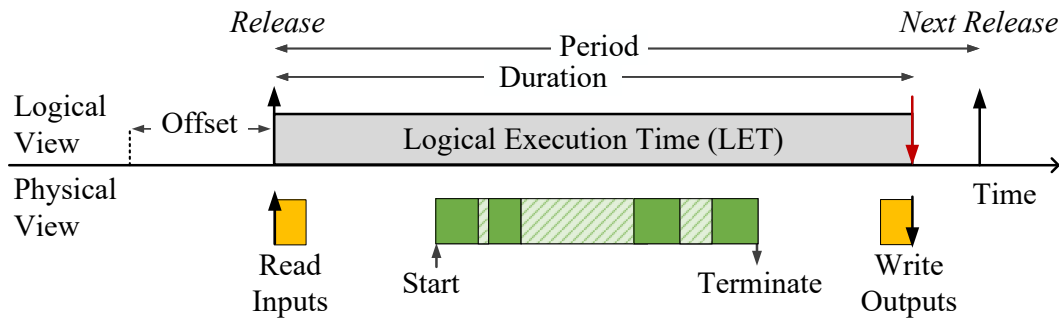 Release
Next Release
Period
Duration
Logical
View
Offset
Logical Execution Time (LET)
Physical
View
Time
Read
Inputs
Start
Terminate
Write
Outputs